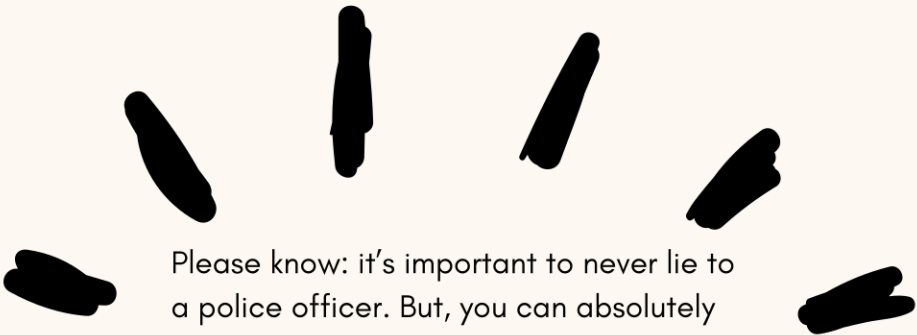 Please know: it’s important to never lie to
a police officer. But, you can absolutely